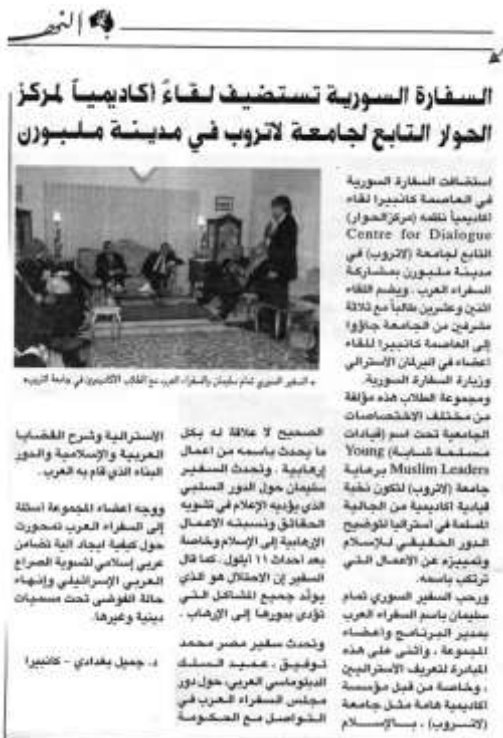 النهار
السفارة السورية تستضيف لقاءً أكاديمياً لمركز
الحوار التابع لجامعة لاتروب في مدينة ملبورن
استضافت السفارة السورية
في العاصمة كانبيرا لقاء
أكاديمياً نظمه (مركز الحوار)
Centre for Dialogue
التابع لجامعة (لاتروب) في
مدينة ملبورن بمشاركة
السفراء العرب . ويضم اللقاء
اثنين وعشرين طالباً مع ثلاثة
مشرفين من الجامعة جاؤوا
إلى العاصمة كانبيرا للقاء
أعضاء في البرلمان الأسترالي
وزيارة السفارة السورية.
ومجموعة الطلاب هذه مؤلفة
من مختلف الاختصاصات
الجامعية تحت اسم (قيادات
مسلمة شابة) Young
Muslim Leaders برعاية
جامعة (لاتروب) لتكون نخبة
قيادية أكاديمية من الجالية
المسلمة في أستراليا لتوضيح
الدور الحقيقي للإسلام
وتمييزه عن الأعمال التي
ترتكب باسمه.
ورحب السفير السوري تمام
سليمان باسم السفراء العرب
بمدير البرنامج وأعضاء
المجموعة ، وأثنى على هذه
المبادرة لتعريف الأستراليين
، وخاصة من قبل مؤسسة
أكاديمية هامة مثل جامعة
(لاتروب) ، بالإسلام
• السفير السوري تمام سليمان والسفراء العرب مع الطلاب الأكاديميين في جامعة لاتروب•
الصحيح لا علاقة له بكل
ما يحدث باسمه من أعمال
إرهابية . وتحدث السفير
سليمان حول الدور السلبي
الذي يؤديه الإعلام في تشويه
الحقائق ونسبته الأعمال
الإرهابية إلى الإسلام وخاصة
بعد أحداث ١١ أيلول . كما قال
السفير إن الاحتلال هو الذي
يولّد جميع المشاكل التي
تؤدي بدورها إلى الإرهاب .
وتحدث سفير مصر محمد
توفيق ، عميد السلك
الدبلوماسي العربي، حول دور
مجلس السفراء العرب في
التواصل مع الحكومة
الأسترالية وشرح القضايا
العربية والإسلامية والدور
البناء الذي قام به العرب .
ووجه أعضاء المجموعة أسئلة
إلى السفراء العرب تمحورت
حول كيفية إيجاد آلية تضامن
عربي إسلامي لتسوية الصراع
العربي الإسرائيلي وإنهاء
حالة الفوضى تحت مسميات
دينية وغيرها.
د. جميل بغدادي - كانبيرا